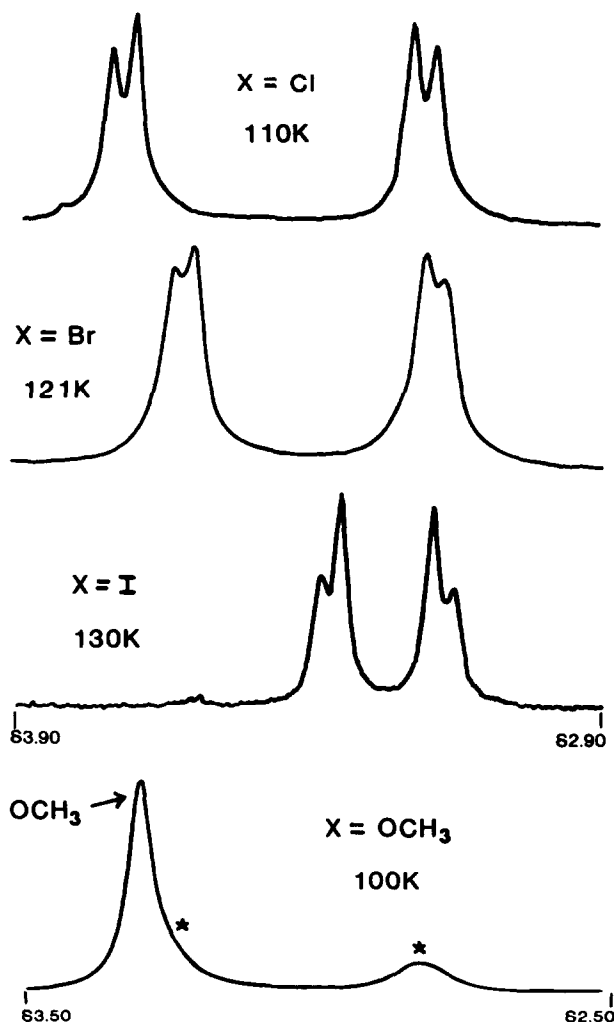 X = Cl
110K
X = Br
121K
X = I
130K
δ3.90 δ2.90
OCH₃
X = OCH₃
100K
*
*
δ3.50 δ2.50